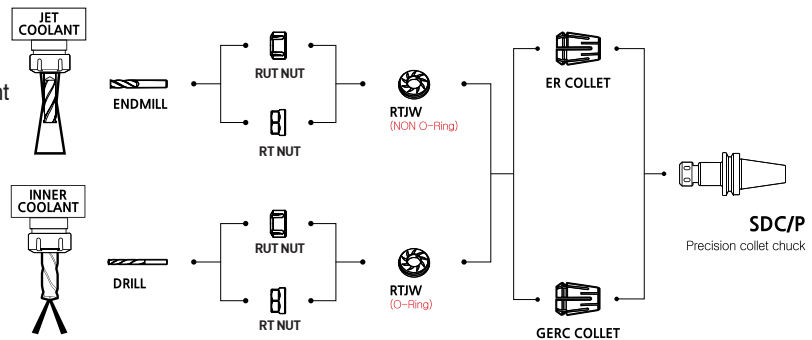 JET
COOLANT
nt
ENDMILL
RUT NUT
RT NUT
RTJW
(NON O-Ring)
ER COLLET
INNER
COOLANT
DRILL
RUT NUT
RT NUT
RTJW
(O-Ring)
GERC COLLET
SDC/P
Precision collet chuck